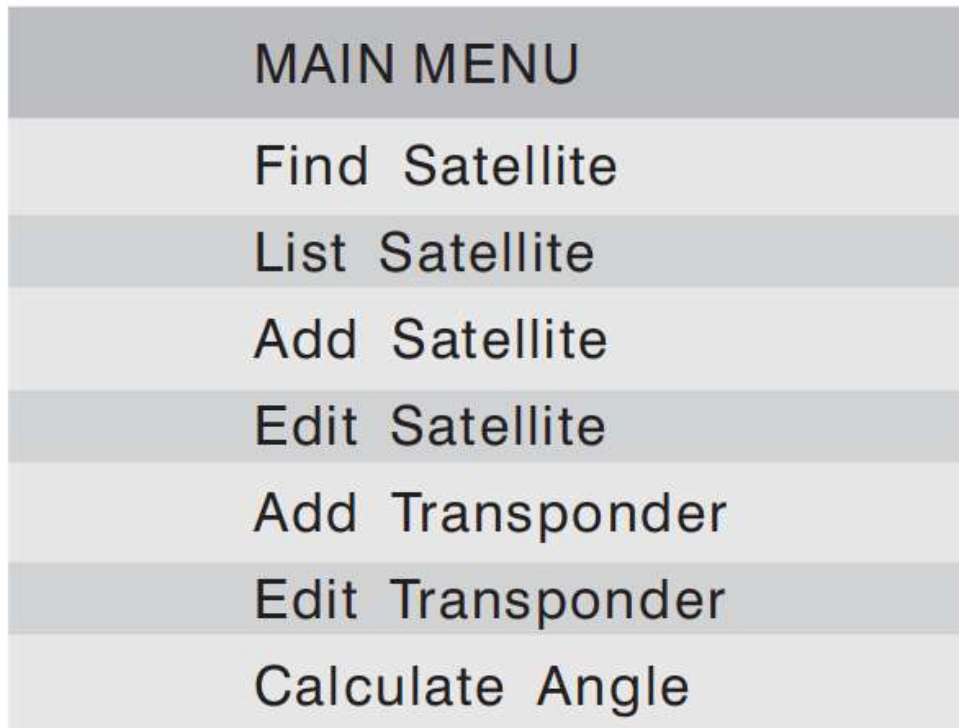 MAIN MENU
Find Satellite
List Satellite
Add Satellite
Edit Satellite
Add Transponder
Edit Transponder
Calculate Angle